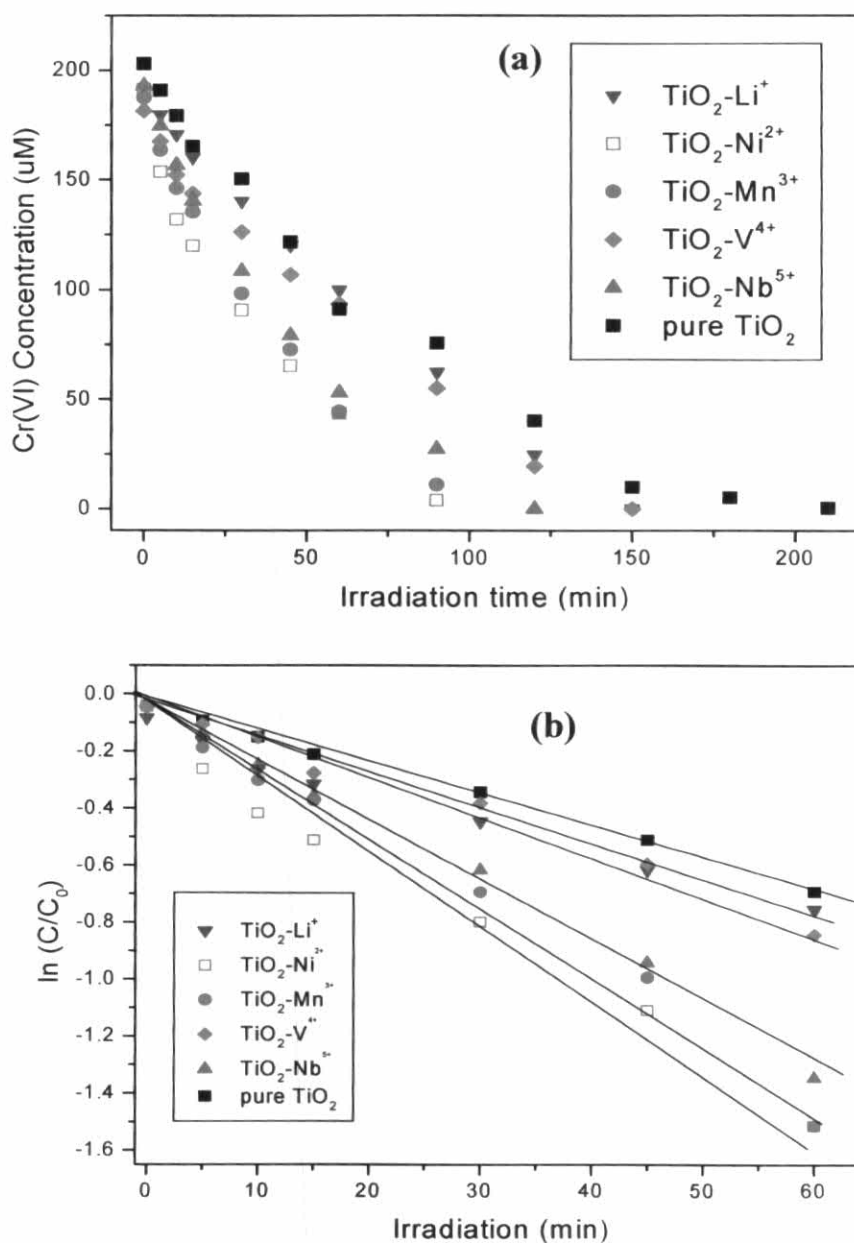 (a)
TiO₂-Li⁺
TiO₂-Ni²⁺
TiO₂-Mn³⁺
TiO₂-V⁴⁺
TiO₂-Nb⁵⁺
pure TiO₂
Cr(VI) Concentration (uM)
200
150
100
50
0
0
50
100
150
200
Irradiation time (min)
(b)
ln (C/C₀)
0.0
-0.2
-0.4
-0.6
-0.8
-1.0
-1.2
-1.4
-1.6
TiO₂-Li⁺
TiO₂-Ni²⁺
TiO₂-Mn³⁺
TiO₂-V⁴⁺
TiO₂-Nb⁵⁺
pure TiO₂
0
10
20
30
40
50
60
Irradiation (min)